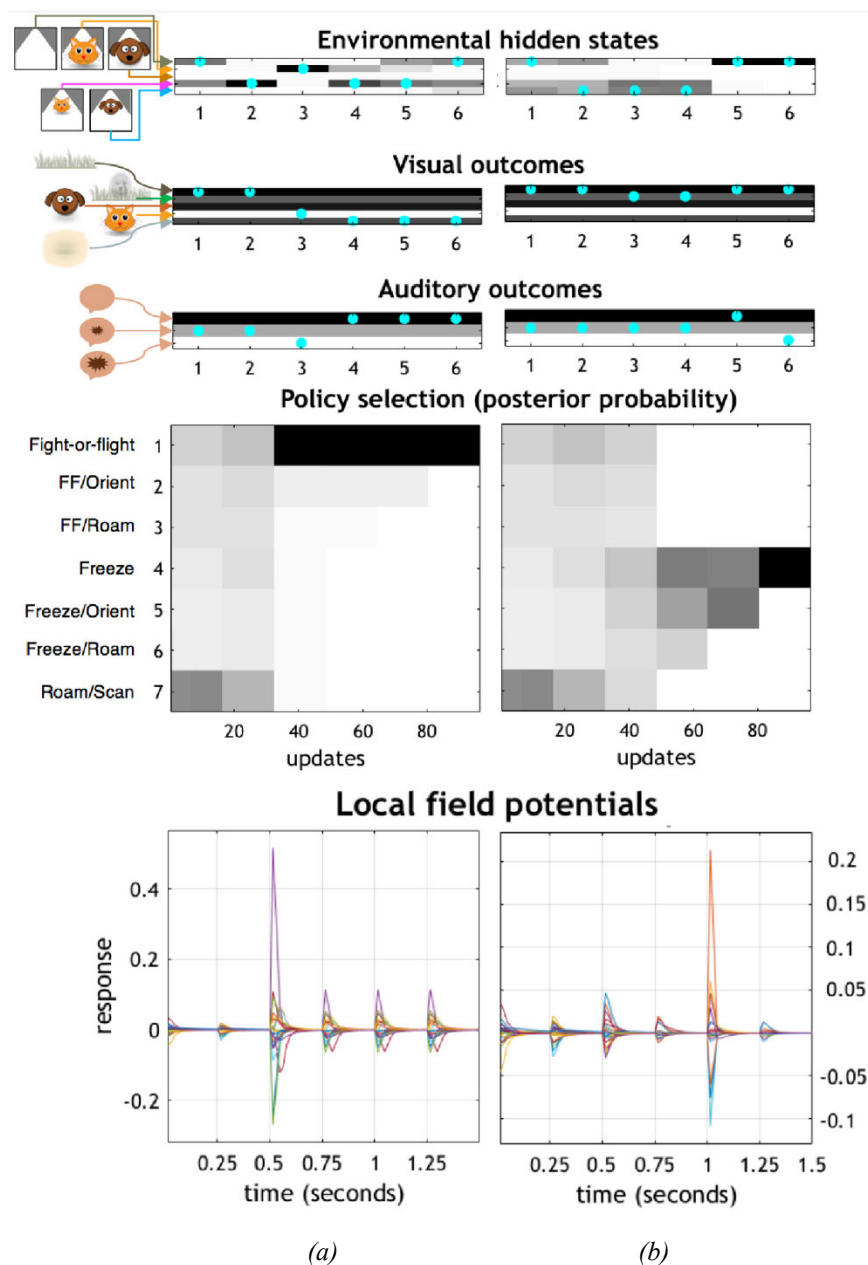 Environmental hidden states
1 2 3 4 5 6 1 2 3 4 5 6
Visual outcomes
1 2 3 4 5 6 1 2 3 4 5 6
Auditory outcomes
1 2 3 4 5 6 1 2 3 4 5 6
Policy selection (posterior probability)
Fight-or-flight 1
FF/Orient 2
FF/Roam 3
Freeze 4
Freeze/Orient 5
Freeze/Roam 6
Roam/Scan 7
20 40 60 80 20 40 60 80
updates updates
Local field potentials
response
0.4
0.2
0
-0.2
0.2
0.15
0.1
0.05
0
-0.05
-0.1
0.25 0.5 0.75 1 1.25 0.25 0.5 0.75 1 1.25 1.5
time (seconds) time (seconds)
(a) (b)